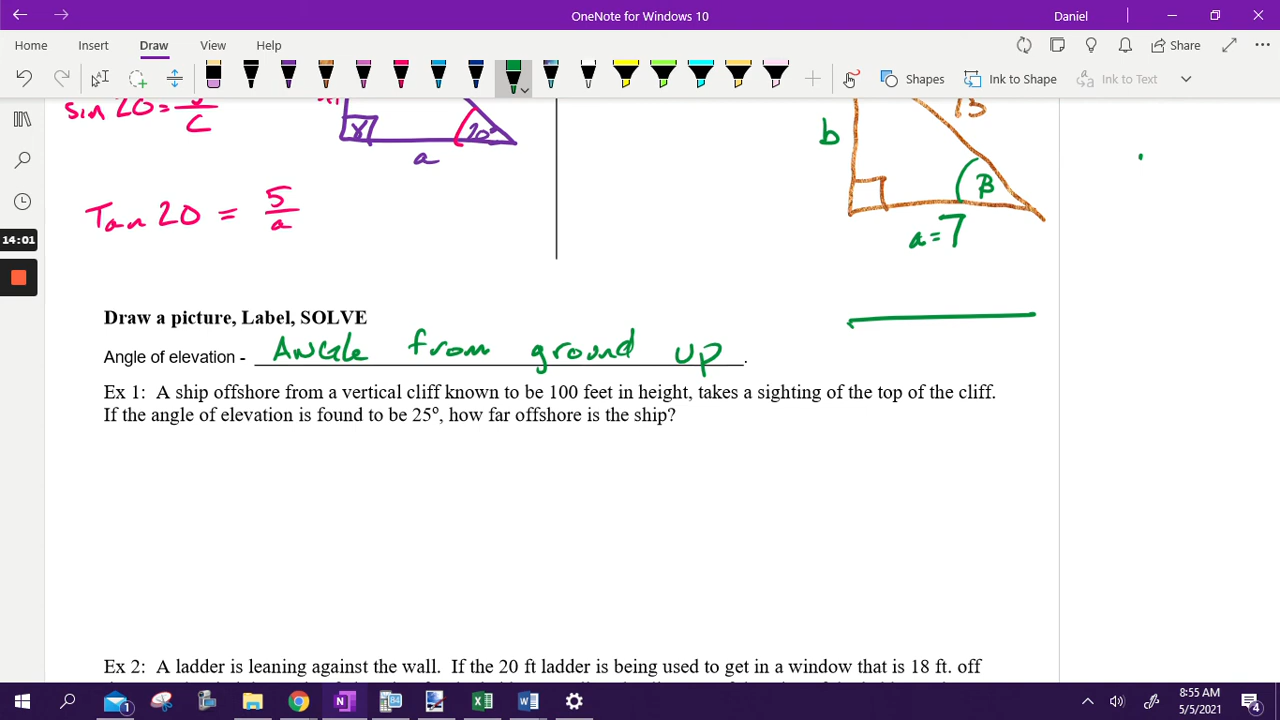 OneNote for Windows 10
Daniel
Home Insert Draw View Help
Share
Shapes
Ink to Shape
Ink to Text
sin 20 = / C
20°
a
b
13
β
a = 7
Tan 20 = 5/a
14:01
Draw a picture, Label, SOLVE
Angle of elevation - Angle from ground up.
Ex 1: A ship offshore from a vertical cliff known to be 100 feet in height, takes a sighting of the top of the cliff.
If the angle of elevation is found to be 25⁰, how far offshore is the ship?
Ex 2: A ladder is leaning against the wall. If the 20 ft ladder is being used to get in a window that is 18 ft. off
8:55 AM
5/5/2021
4
1